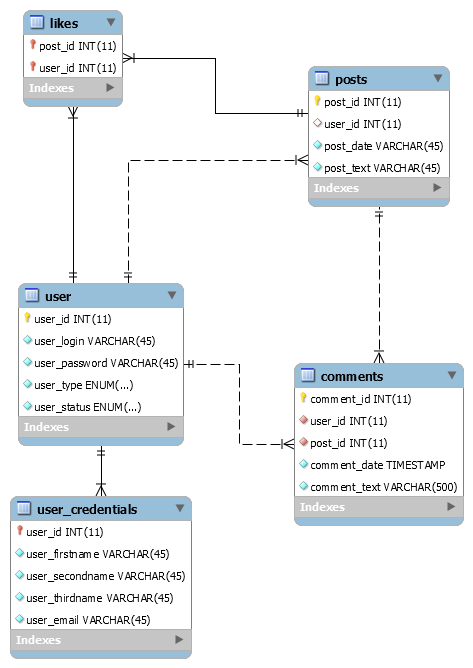 likes
post_id INT(11)
user_id INT(11)
Indexes
posts
post_id INT(11)
user_id INT(11)
post_date VARCHAR(45)
post_text VARCHAR(45)
Indexes
user
user_id INT(11)
user_login VARCHAR(45)
user_password VARCHAR(45)
user_type ENUM(...)
user_status ENUM(...)
Indexes
comments
comment_id INT(11)
user_id INT(11)
post_id INT(11)
comment_date TIMESTAMP
comment_text VARCHAR(500)
Indexes
user_credentials
user_id INT(11)
user_firstname VARCHAR(45)
user_secondname VARCHAR(45)
user_thirdname VARCHAR(45)
user_email VARCHAR(45)
Indexes